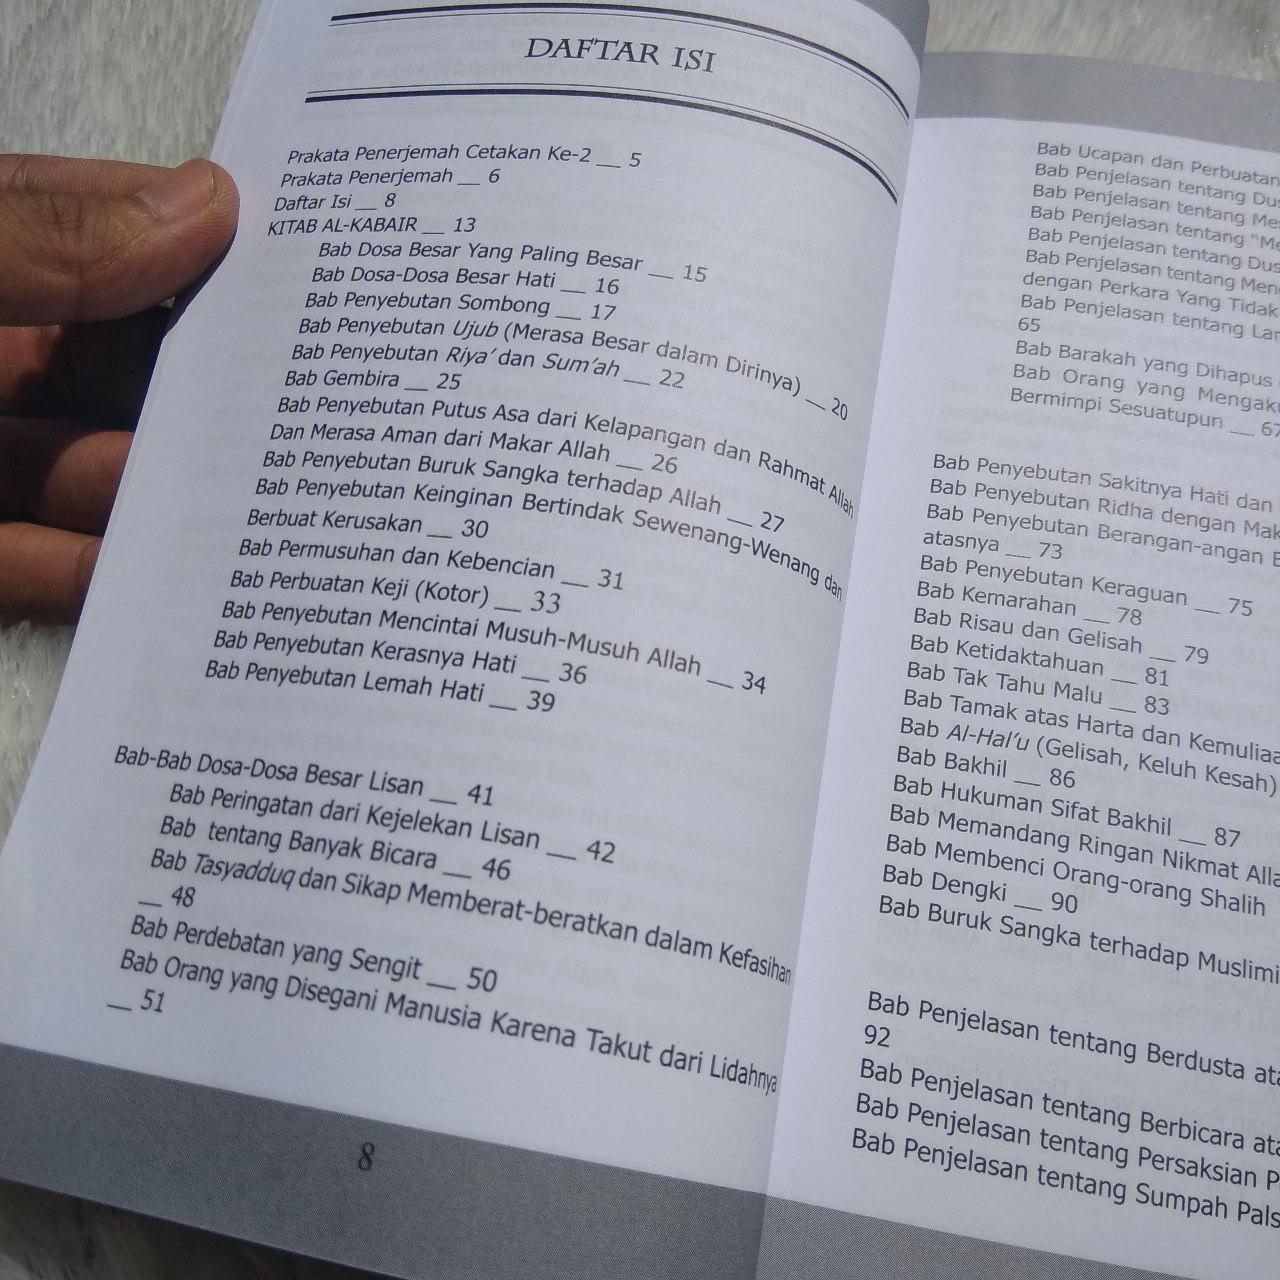 DAFTAR ISI
Prakata Penerjemah Cetakan Ke-2 __ 5
Prakata Penerjemah __ 6
Daftar Isi __ 8
KITAB AL-KABAIR __ 13
Bab Dosa Besar Yang Paling Besar __ 15
Bab Dosa-Dosa Besar Hati __ 16
Bab Penyebutan Sombong __ 17
Bab Penyebutan Ujub (Merasa Besar dalam Dirinya) __ 20
Bab Penyebutan Riya' dan Sum'ah __ 22
Bab Gembira __ 25
Bab Penyebutan Putus Asa dari Kelapangan dan Rahmat Allah
Dan Merasa Aman dari Makar Allah __ 26
Bab Penyebutan Buruk Sangka terhadap Allah __ 27
Bab Penyebutan Keinginan Bertindak Sewenang-Wenang dan
Berbuat Kerusakan __ 30
Bab Permusuhan dan Kebencian __ 31
Bab Perbuatan Keji (Kotor) __ 33
Bab Penyebutan Mencintai Musuh-Musuh Allah __ 34
Bab Penyebutan Kerasnya Hati __ 36
Bab Penyebutan Lemah Hati __ 39
Bab-Bab Dosa-Dosa Besar Lisan __ 41
Bab Peringatan dari Kejelekan Lisan __ 42
Bab tentang Banyak Bicara __ 46
Bab Tasyadduq dan Sikap Memberat-beratkan dalam Kefasihan
__ 48
Bab Perdebatan yang Sengit __ 50
Bab Orang yang Disegani Manusia Karena Takut dari Lidahnya
__ 51
8
Bab Ucapan dan Perbuatan
Bab Penjelasan tentang
Bab Penjelasan tentang
Bab Penjelasan tentang
Bab Penjelasan tentang
Bab Penjelasan tentang
dengan Perkara Yang Tidak
Bab Penjelasan tentang
65
Bab Barakah yang Dihapus
Bab Orang yang
Bermimpi Sesuatupun __ 67
Bab Penyebutan Sakitnya Hati dan
Bab Penyebutan Ridha dengan
Bab Penyebutan Berangan-angan
atasnya __ 73
Bab Penyebutan Keraguan __ 75
Bab Kemarahan __ 78
Bab Risau dan Gelisah __ 79
Bab Ketidaktahuan __ 81
Bab Tak Tahu Malu __ 83
Bab Tamak atas Harta dan
Bab Al-Hal'u (Gelisah, Keluh Kesah)
Bab Bakhil __ 86
Bab Hukuman Sifat Bakhil __ 87
Bab Memandang Ringan Nikmat
Bab Membenci Orang-orang Shalih
Bab Dengki __ 90
Bab Buruk Sangka terhadap
Bab Penjelasan tentang Berdusta
92
Bab Penjelasan tentang Berbicara
Bab Penjelasan tentang Persaksian
Bab Penjelasan tentang Sumpah